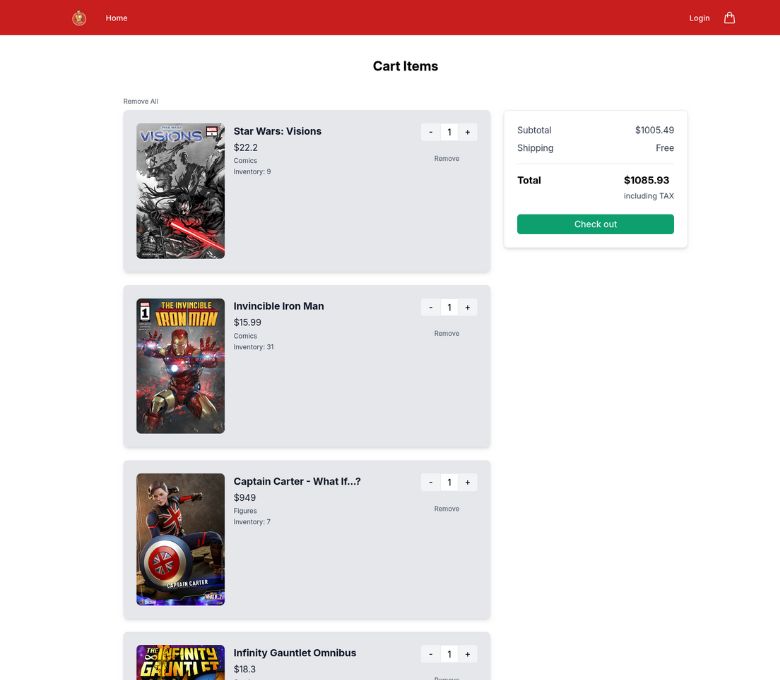 Home
Login
Cart Items
Remove All
VISIONS
Star Wars: Visions
$22.2
Comics
Inventory: 9
- 1 +
Remove
Subtotal $1005.49
Shipping Free
Total $1085.93
including TAX
Check out
1
THE INVINCIBLE
IRON MAN
Invincible Iron Man
$15.99
Comics
Inventory: 31
- 1 +
Remove
CAPTAIN CARTER
Captain Carter - What If...?
$949
Figures
Inventory: 7
- 1 +
Remove
THE INFINITY
GAUNTLET
Infinity Gauntlet Omnibus
$18.3
- 1 +